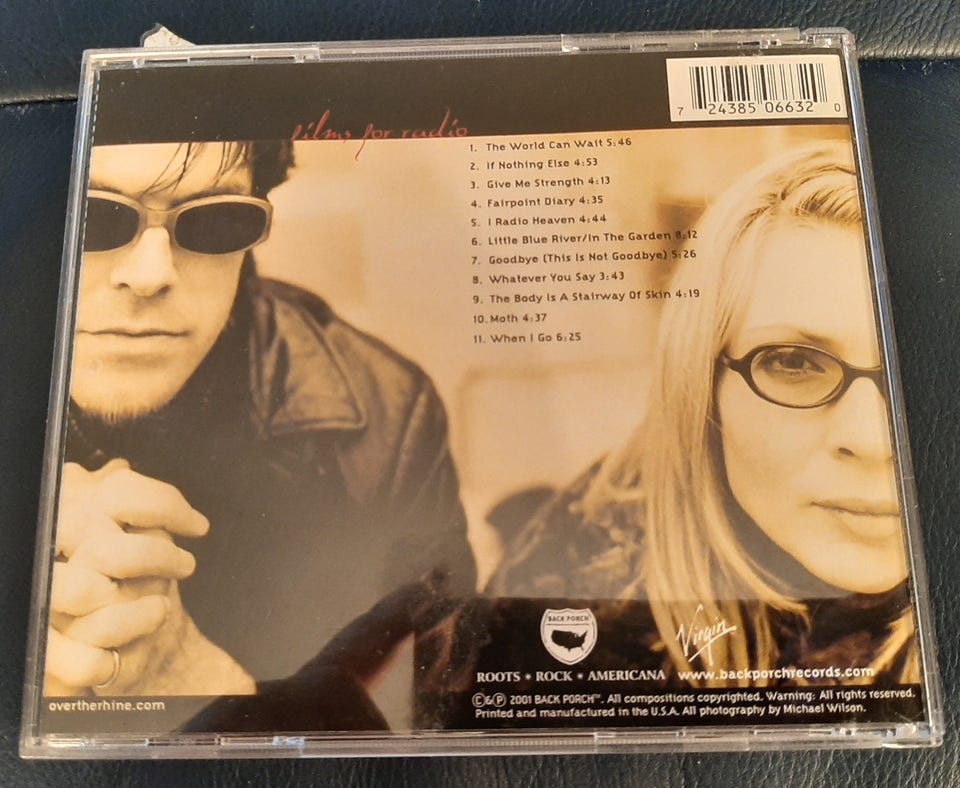 films for radio
7 24385 06632 0
1. The World Can Wait 5:46
2. If Nothing Else 4:53
3. Give Me Strength 4:13
4. Fairpoint Diary 4:35
5. I Radio Heaven 4:44
6. Little Blue River/In The Garden 8:12
7. Goodbye (This Is Not Goodbye) 5:26
8. Whatever You Say 3:43
9. The Body Is A Stairway Of Skin 4:19
10. Moth 4:37
11. When I Go 6:25
BACK PORCH
Virgin
ROOTS • ROCK • AMERICANA www.backporchrecords.com
©&℗ 2001 BACK PORCH™. All compositions copyrighted. Warning: All rights reserved.
Printed and manufactured in the U.S.A. All photography by Michael Wilson.
overtherhine.com